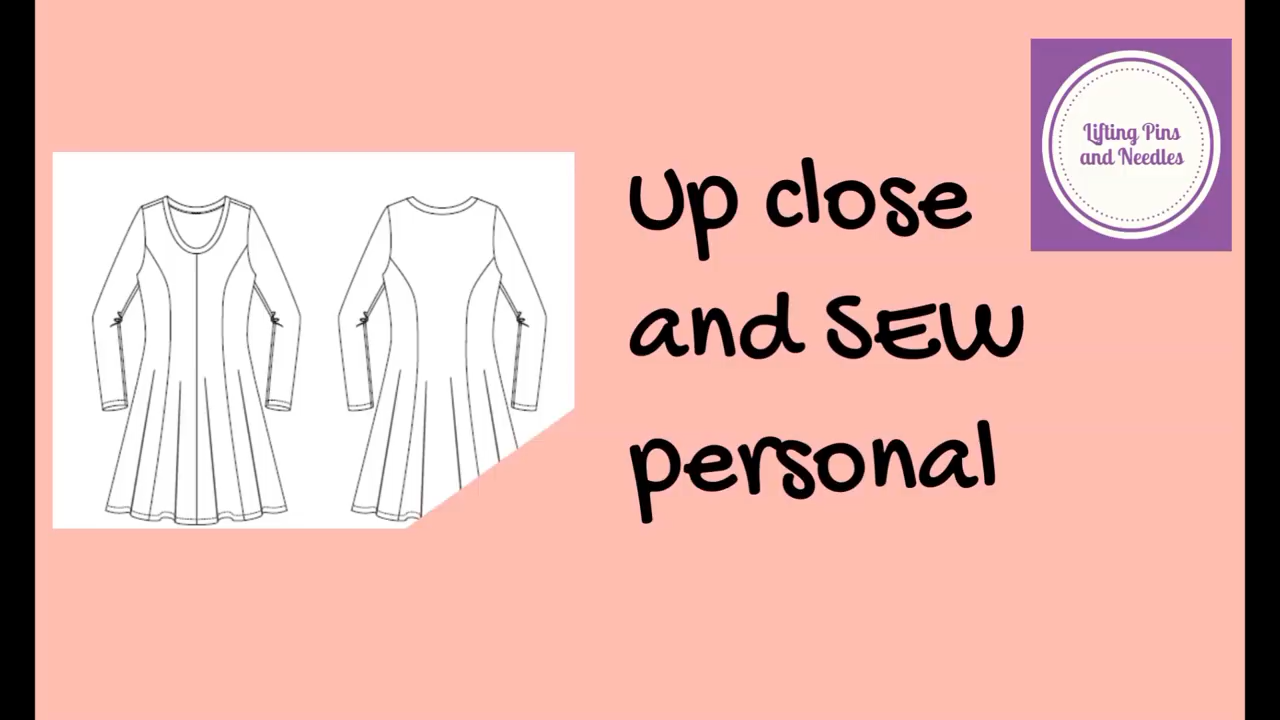 Up close
and SEW
personal
Lifting Pins
and Needles